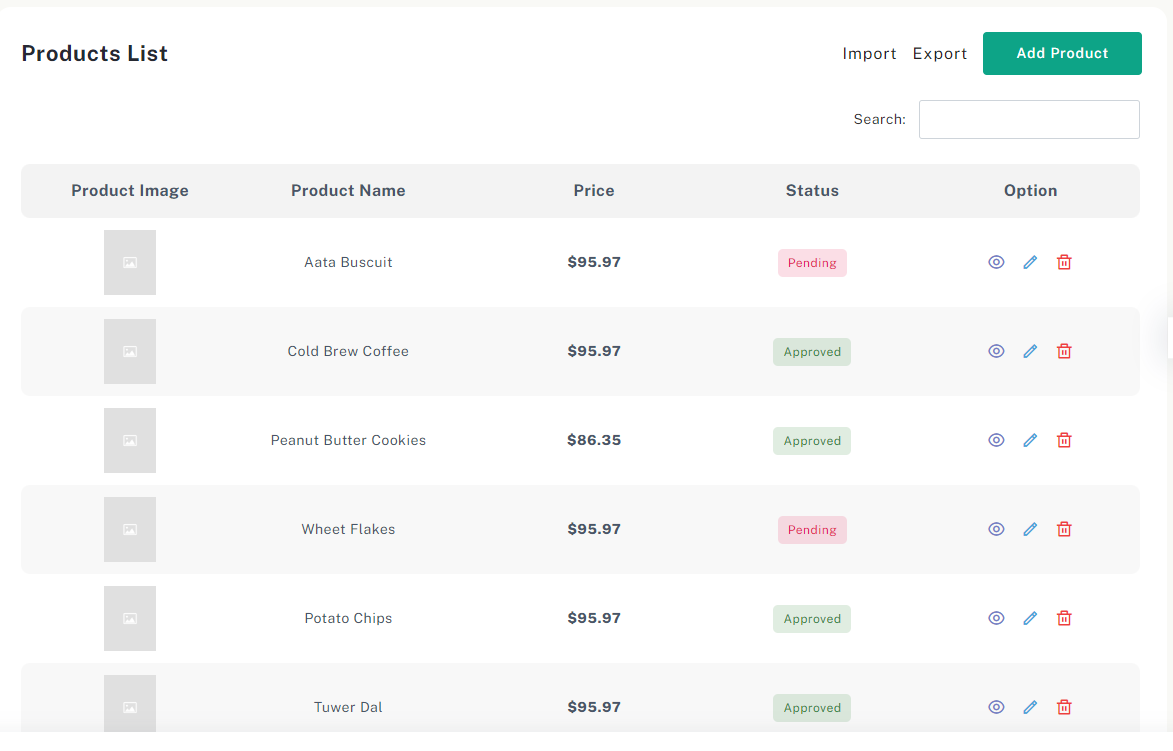 Products List
Import Export Add Product
Search:
Product Image Product Name Price Status Option
Aata Buscuit $95.97 Pending
Cold Brew Coffee $95.97 Approved
Peanut Butter Cookies $86.35 Approved
Wheet Flakes $95.97 Pending
Potato Chips $95.97 Approved
Tuwer Dal $95.97 Approved